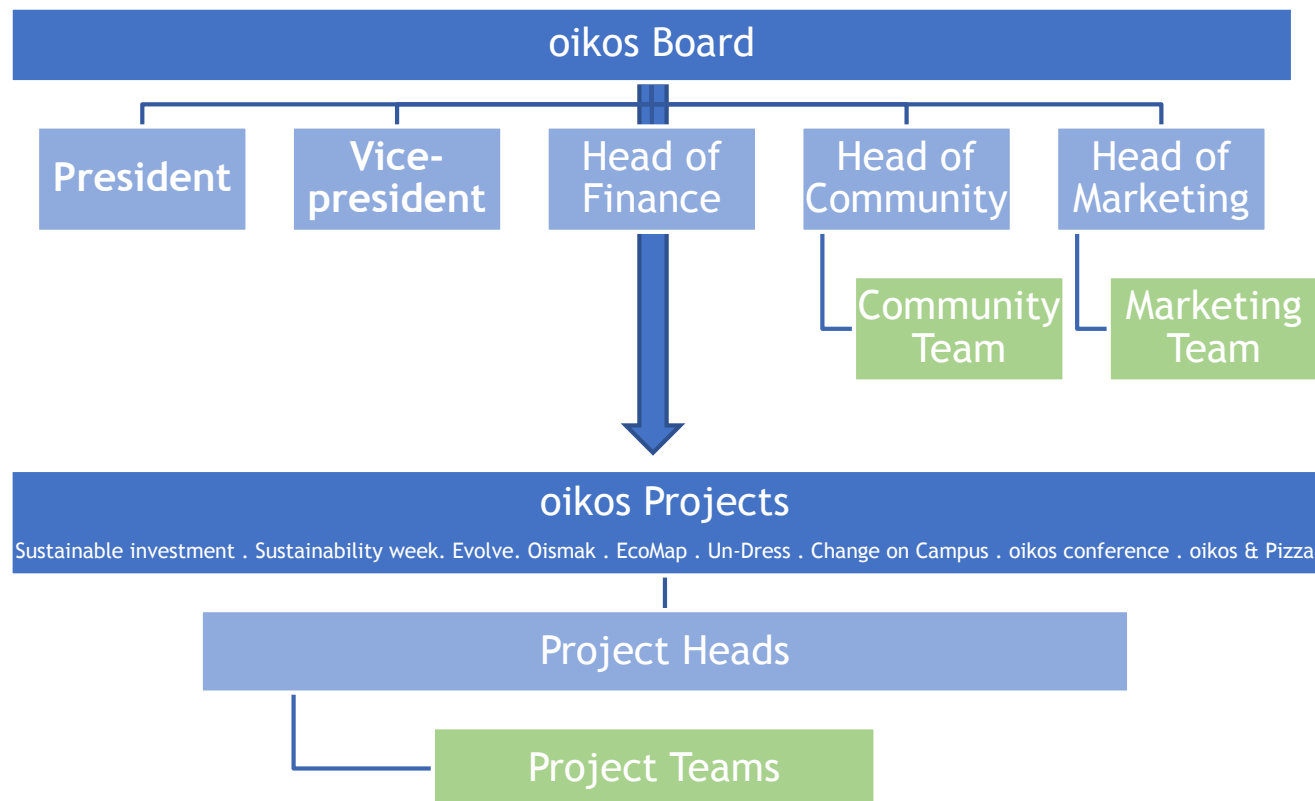 oikos Board
President
Vice-
president
Head of
Finance
Head of
Community
Head of
Marketing
Community
Team
Marketing
Team
oikos Projects
Sustainable investment . Sustainability week. Evolve. Oismak . EcoMap . Un-Dress . Change on Campus . oikos conference . oikos & Pizza
Project Heads
Project Teams